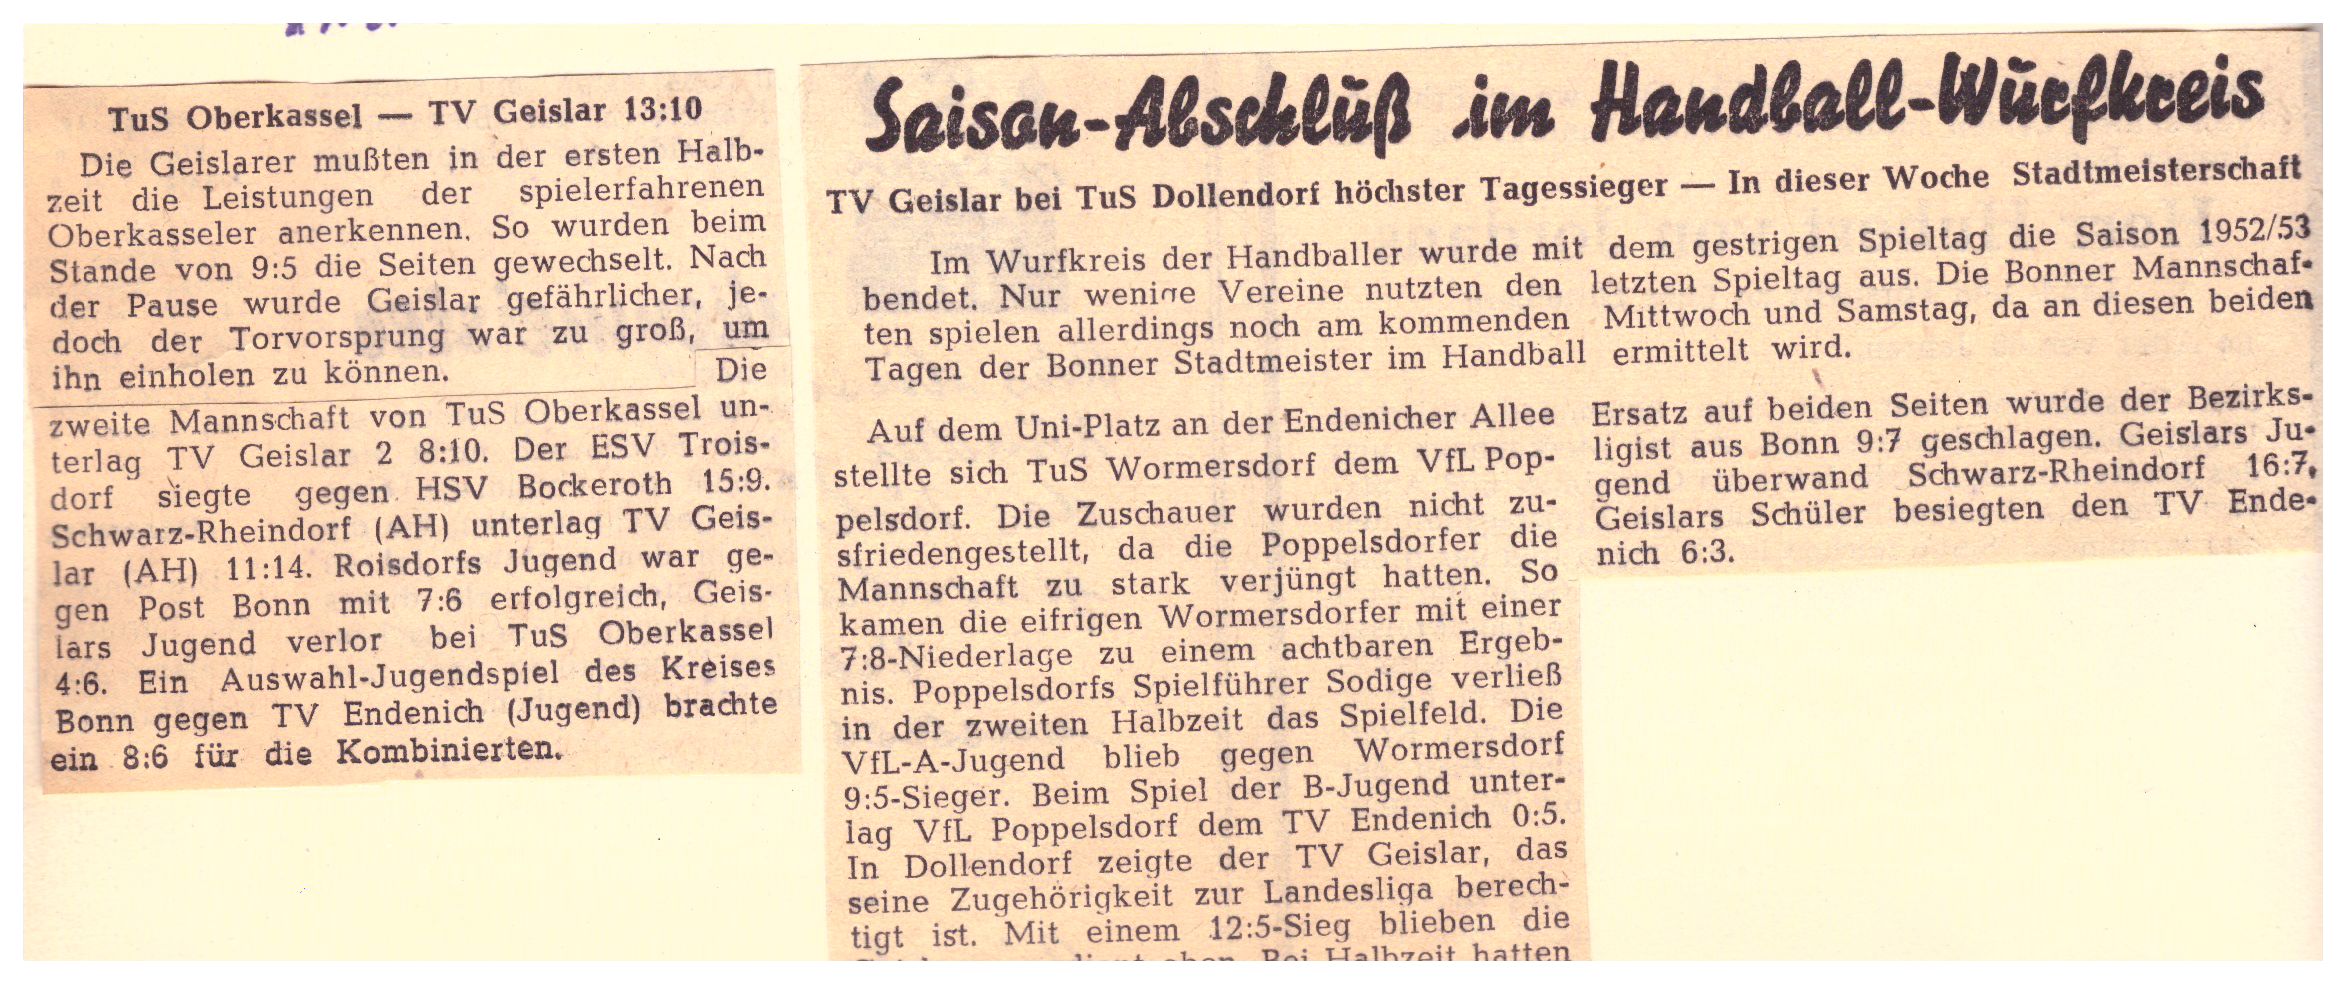 TuS Oberkassel — TV Geislar 13:10
Die Geislarer mußten in der ersten Halb-
zeit die Leistungen der spielerfahrenen
Oberkasseler anerkennen. So wurden beim
Stande von 9:5 die Seiten gewechselt. Nach
der Pause wurde Geislar gefährlicher, je-
doch der Torvorsprung war zu groß, um
ihn einholen zu können. Die
zweite Mannschaft von TuS Oberkassel un-
terlag TV Geislar 2 8:10. Der ESV Trois-
dorf siegte gegen HSV Bockeroth 15:9.
Schwarz-Rheindorf (AH) unterlag TV Geis-
lar (AH) 11:14. Roisdorfs Jugend war ge-
gen Post Bonn mit 7:6 erfolgreich, Geis-
lars Jugend verlor bei TuS Oberkassel
4:6. Ein Auswahl-Jugendspiel des Kreises
Bonn gegen TV Endenich (Jugend) brachte
ein 8:6 für die Kombinierten.
Saison-Abschluß im Handball-Wurfkreis
TV Geislar bei TuS Dollendorf höchster Tagessieger — In dieser Woche Stadtmeisterschaft
Im Wurfkreis der Handballer wurde mit dem gestrigen Spieltag die Saison 1952/53
bendet. Nur wenige Vereine nutzten den letzten Spieltag aus. Die Bonner Mannschaf-
ten spielen allerdings noch am kommenden Mittwoch und Samstag, da an diesen beiden
Tagen der Bonner Stadtmeister im Handball ermittelt wird.
Auf dem Uni-Platz an der Endenicher Allee
stellte sich TuS Wormersdorf dem VfL Pop-
pelsdorf. Die Zuschauer wurden nicht zu-
sfriedengestellt, da die Poppelsdorfer die
Mannschaft zu stark verjüngt hatten. So
kamen die eifrigen Wormersdorfer mit einer
7:8-Niederlage zu einem achtbaren Ergeb-
nis. Poppelsdorfs Spielführer Sodige verließ
in der zweiten Halbzeit das Spielfeld. Die
VfL-A-Jugend blieb gegen Wormersdorf
9:5-Sieger. Beim Spiel der B-Jugend unter-
lag VfL Poppelsdorf dem TV Endenich 0:5.
In Dollendorf zeigte der TV Geislar, das
seine Zugehörigkeit zur Landesliga berech-
tigt ist. Mit einem 12:5-Sieg blieben die
oben. Bei Halbzeit hatten
Ersatz auf beiden Seiten wurde der Bezirks-
ligist aus Bonn 9:7 geschlagen. Geislars Ju-
gend überwand Schwarz-Rheindorf 16:7,
Geislars Schüler besiegten den TV Ende-
nich 6:3.